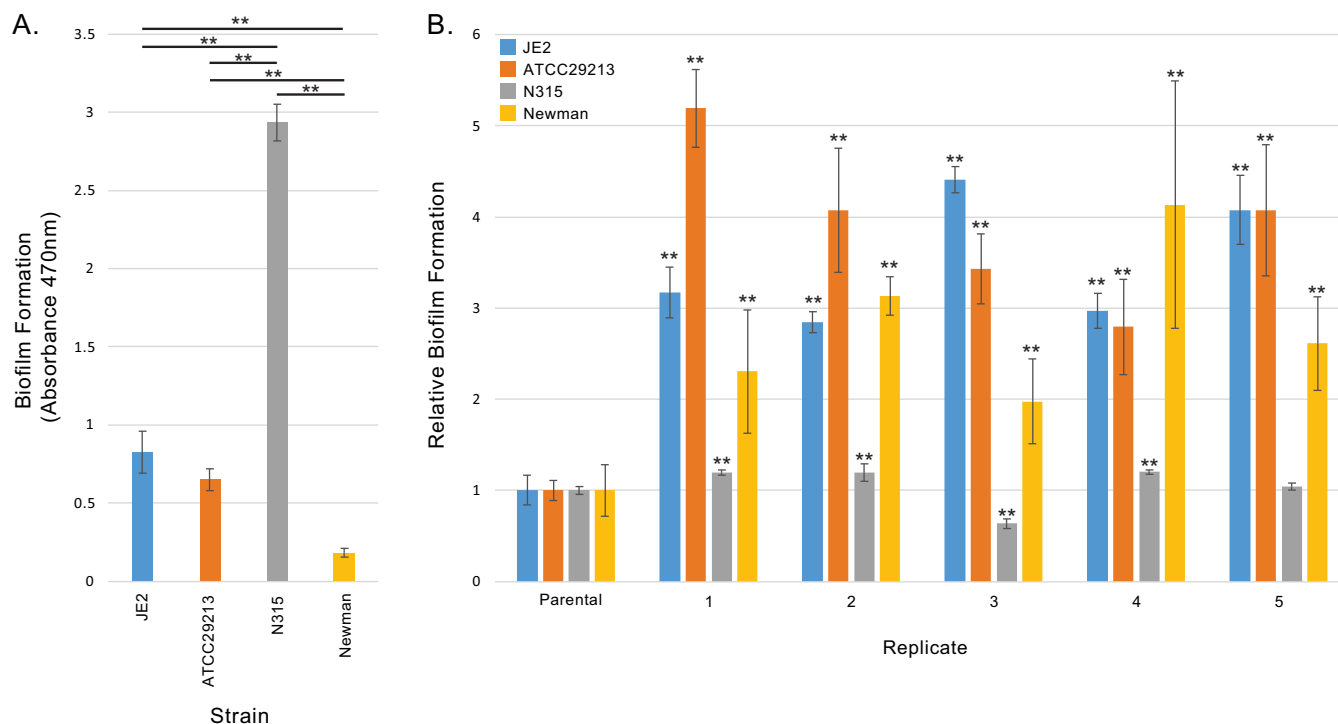 A.
**
**
**
**
**
3.5
3
2.5
2
1.5
1
0.5
0
Biofilm Formation
(Absorbance 470nm)
JE2
ATCC29213
N315
Newman
Strain
B.
6
5
4
3
2
1
0
Relative Biofilm Formation
JE2
ATCC29213
N315
Newman
** ** ** **
** ** ** **
** ** ** **
** ** ** **
** ** **
Parental 1 2 3 4 5
Replicate